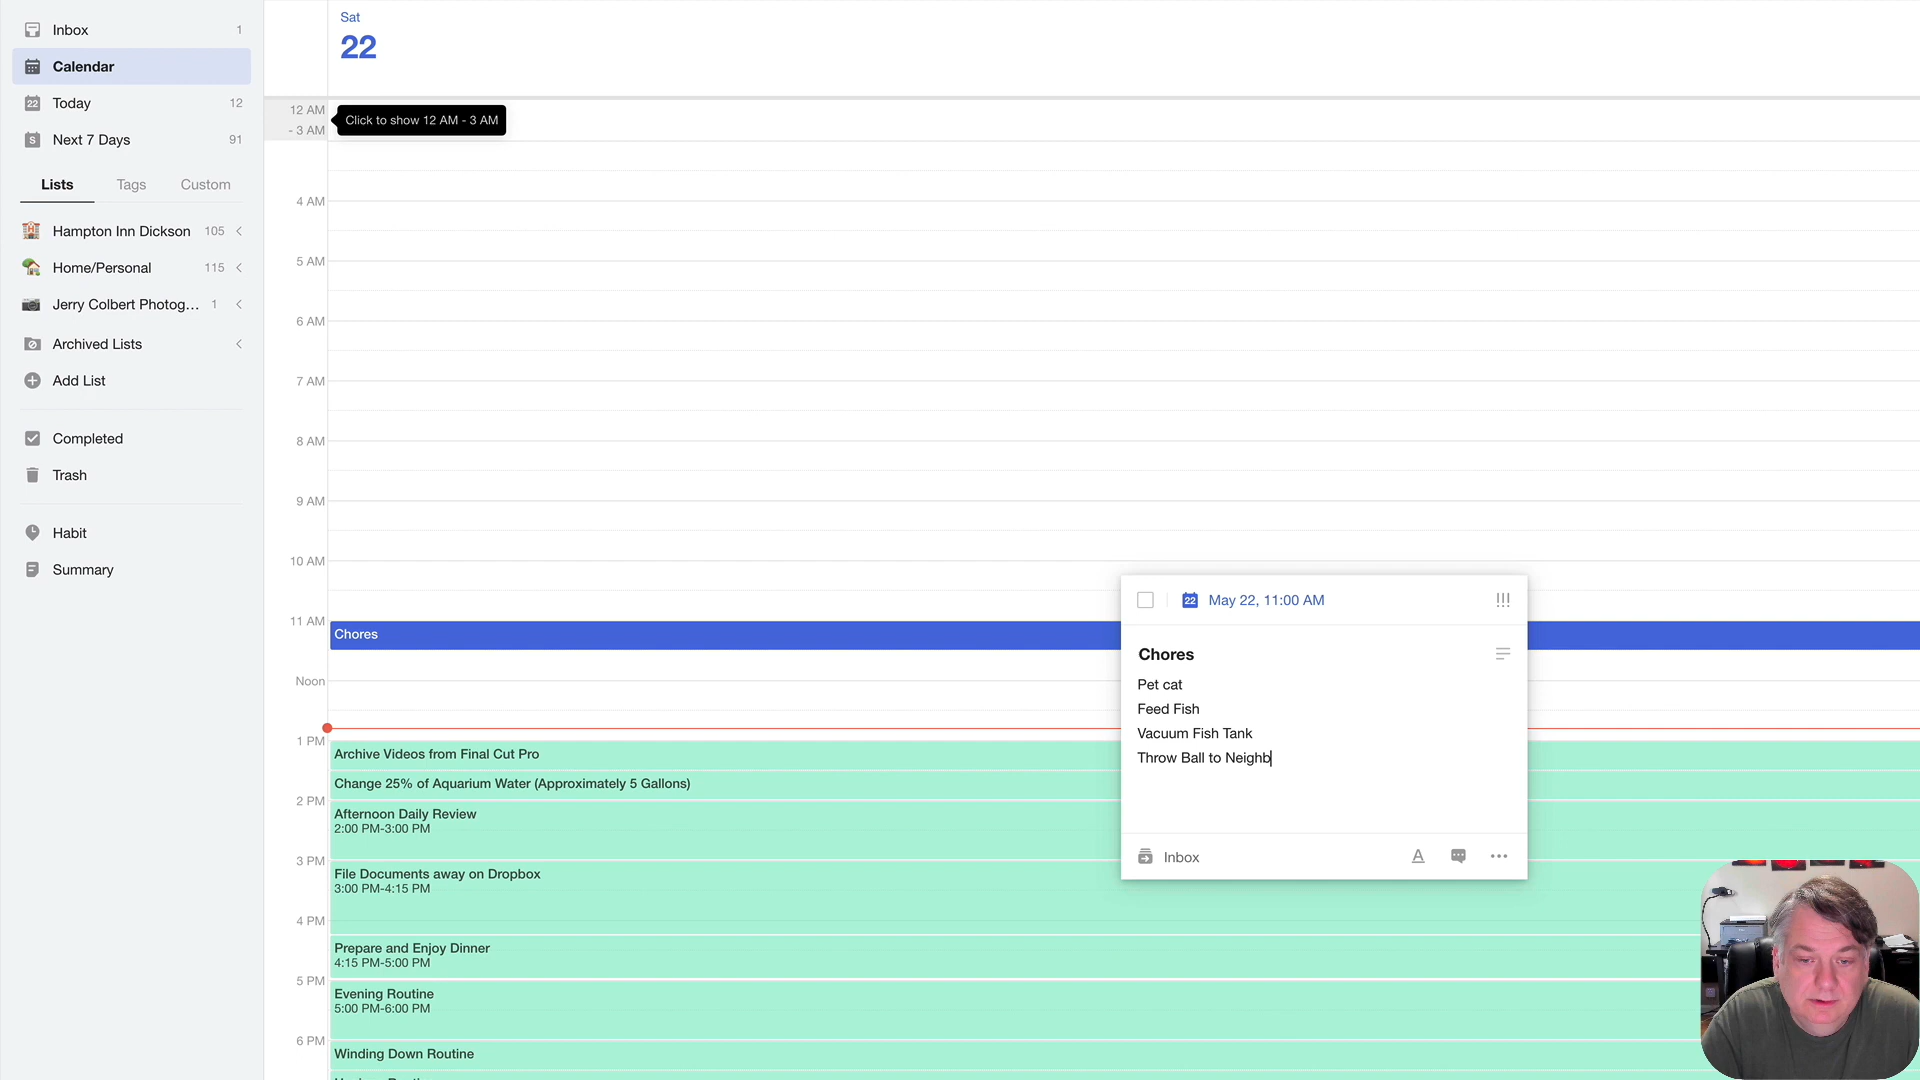 Inbox 1
Calendar
22 Today 12
S Next 7 Days 91
Lists Tags Custom
Hampton Inn Dickson 105
Home/Personal 115
Jerry Colbert Photog... 1
Archived Lists
Add List
Completed
Trash
Habit
Summary
Sat
22
12 AM
- 3 AM
Click to show 12 AM - 3 AM
4 AM
5 AM
6 AM
7 AM
8 AM
9 AM
10 AM
11 AM
Chores
Noon
1 PM
Archive Videos from Final Cut Pro
Change 25% of Aquarium Water (Approximately 5 Gallons)
2 PM
Afternoon Daily Review
2:00 PM-3:00 PM
3 PM
File Documents away on Dropbox
3:00 PM-4:15 PM
4 PM
Prepare and Enjoy Dinner
4:15 PM-5:00 PM
5 PM
Evening Routine
5:00 PM-6:00 PM
6 PM
Winding Down Routine
22 May 22, 11:00 AM
Chores
Pet cat
Feed Fish
Vacuum Fish Tank
Throw Ball to Neighb
Inbox